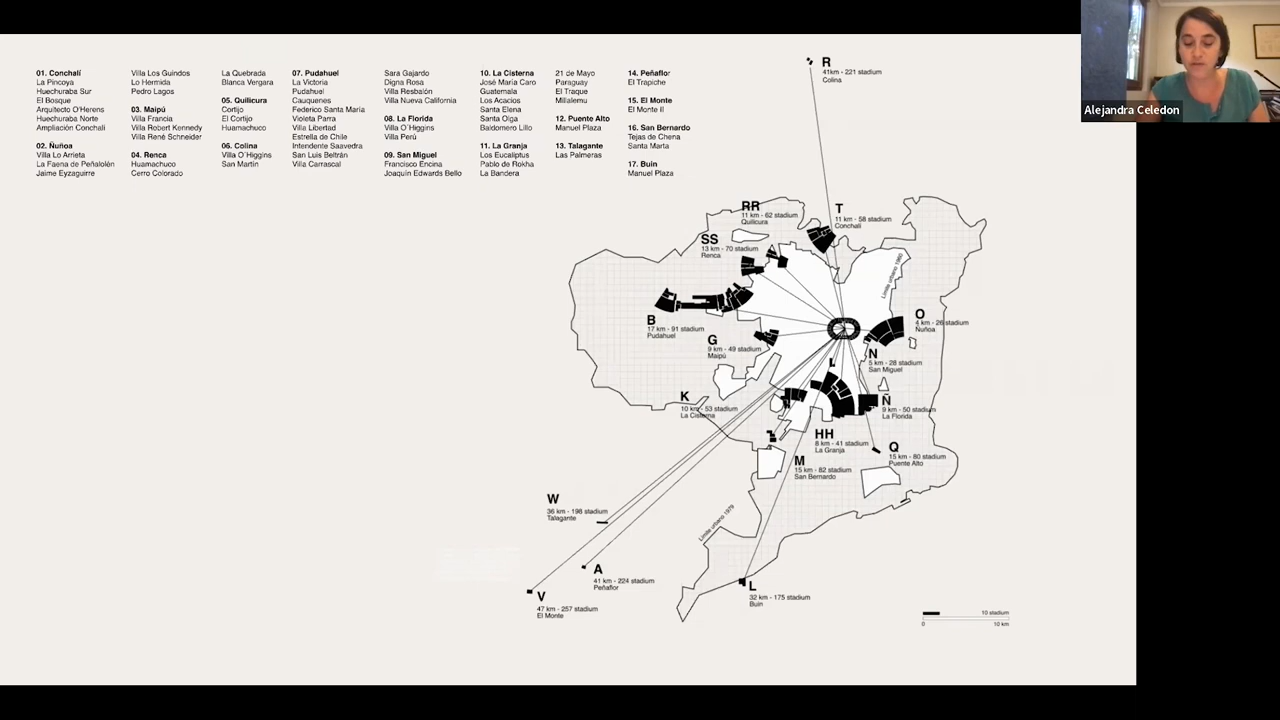 01. Conchalí
La Pincoya
Huechuraba Sur
El Bosque
Arquitecto O'Herens
Huechuraba Norte
Ampliación Conchalí
02. Ñuñoa
Villa Lo Arrieta
La Faena de Peñalolén
Jaime Eyzaguirre
Villa Los Guindos
Lo Hermida
Pedro Lagos
03. Maipú
Villa Francia
Villa Robert Kennedy
Villa René Schneider
04. Renca
Huamachuco
Cerro Colorado
La Quebrada
Blanca Vergara
05. Quilicura
Cortijo
El Cortijo
Huamachuco
06. Colina
Villa O´Higgins
San Martin
07. Pudahuel
La Victoria
Pudahuel
Cauquenes
Federico Santa María
Violeta Parra
Villa Libertad
Estrella de Chile
Intendente Saavedra
San Luis Beltrán
Villa Carrascal
Sara Gajardo
Digna Rosa
Villa Resbalón
Villa Nueva California
08. La Florida
Villa O´Higgins
Villa Perú
09. San Miguel
Francisco Encina
Joaquín Edwards Bello
10. La Cisterna
José María Caro
Guatemala
Los Acacios
Santa Elena
Santa Olga
Baldomero Lillo
11. La Granja
Los Eucaliptus
Pablo de Rokha
La Bandera
21 de Mayo
Paraguay
El Traque
Millalemu
12. Puente Alto
Manuel Plaza
13. Talagante
Las Palmeras
14. Peñaflor
El Trapiche
15. El Monte
El Monte II
16. San Bernardo
Tejas de Chena
Santa Marta
17. Buin
Manuel Plaza
R
41km - 221 stadium
Colina
RR
11 km - 62 stadium
Quilicura
T
11 km - 58 stadium
Conchalí
SS
13 km - 70 stadium
Renca
Límite urbano 1960
B
17 km - 91 stadium
Pudahuel
O
4 km - 26 stadium
Ñuñoa
G
9 km - 49 stadium
Maipú
N
5 km - 28 stadium
San Miguel
L
K
10 km - 53 stadium
La Cisterna
Ñ
9 km - 50 stadium
La Florida
HH
8 km - 41 stadium
La Granja
Q
15 km - 80 stadium
Puente Alto
M
15 km - 82 stadium
San Bernardo
W
36 km - 198 stadium
Talagante
Límite urbano 1979
A
41 km - 224 stadium
Peñaflor
L
32 km - 175 stadium
Buin
V
47 km - 257 stadium
El Monte
10 stadium
0 10 km
Alejandra Celedon